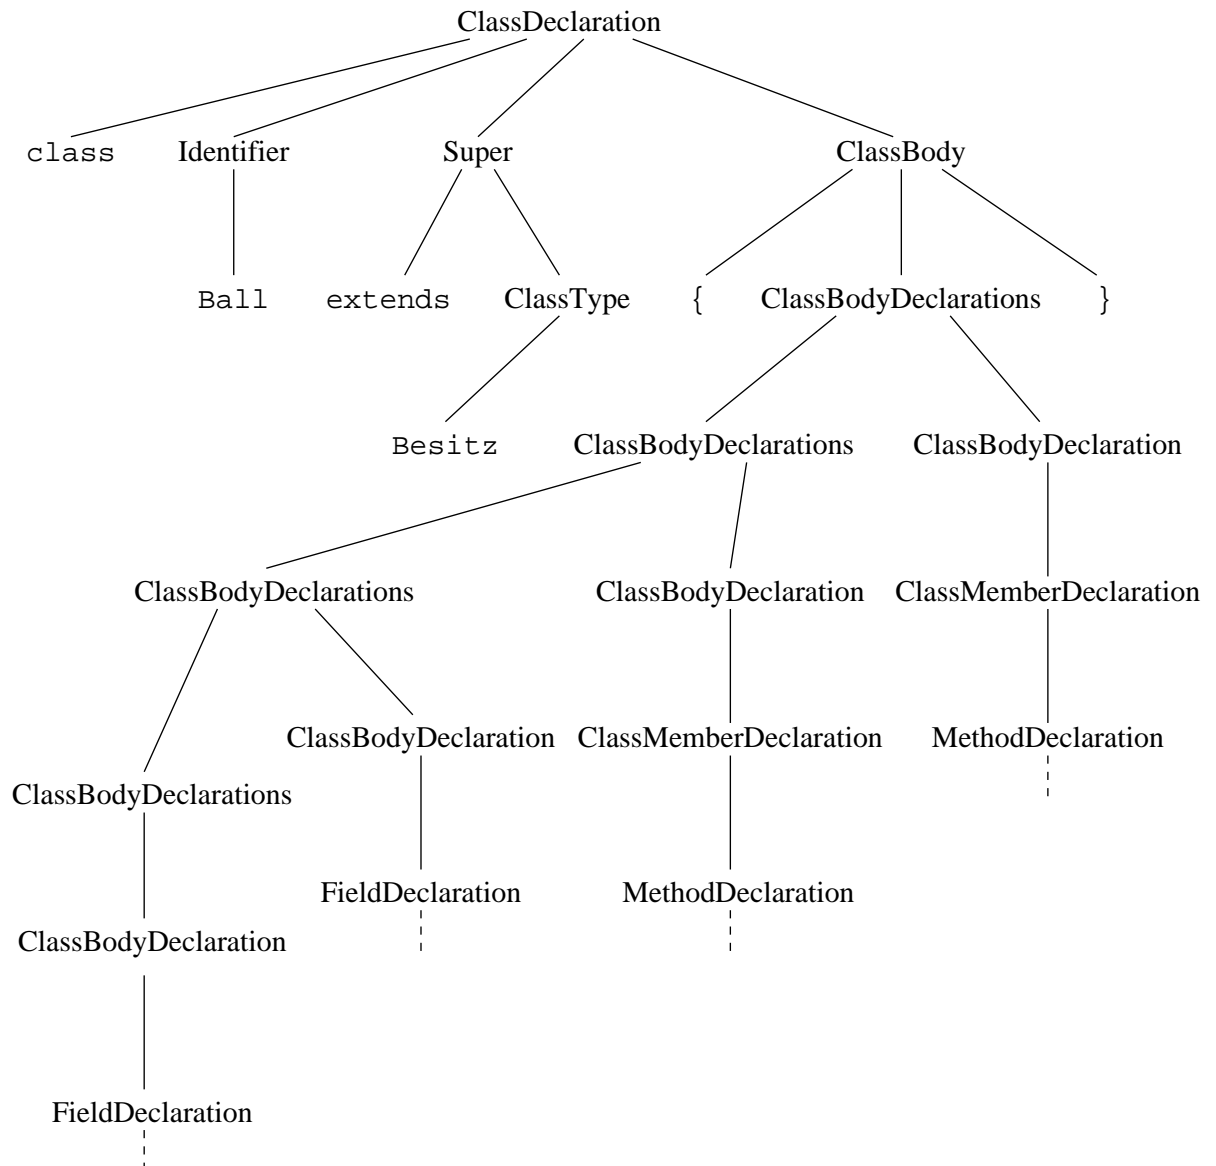 ClassDeclaration
class Identifier Super ClassBody
Ball extends ClassType { ClassBodyDeclarations }
Besitz ClassBodyDeclarations ClassBodyDeclaration
ClassBodyDeclarations ClassBodyDeclaration ClassMemberDeclaration
ClassBodyDeclaration ClassMemberDeclaration MethodDeclaration
ClassBodyDeclarations
FieldDeclaration MethodDeclaration
ClassBodyDeclaration
FieldDeclaration